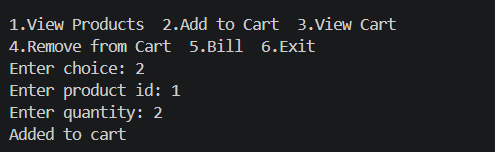 1.View Products  2.Add to Cart  3.View Cart
4.Remove from Cart  5.Bill  6.Exit
Enter choice: 2
Enter product id: 1
Enter quantity: 2
Added to cart